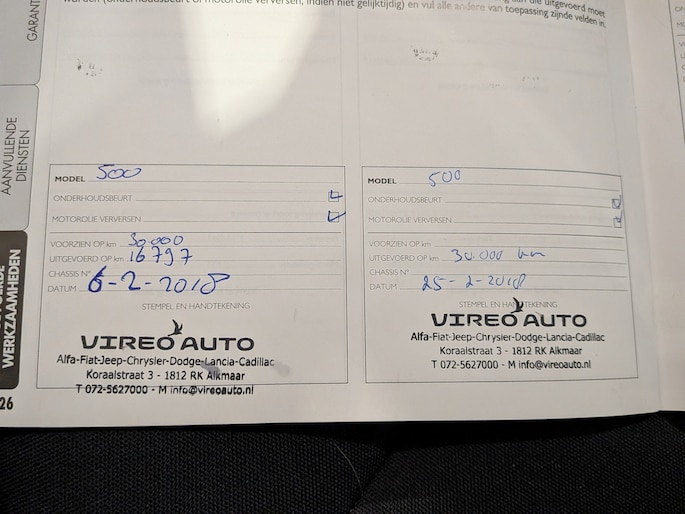 GARANT
AANVULLENDE
DIENSTEN
WERKZAAMHEDEN
26
(Onderhoudsbeurt of motorolie verversen, indien niet gelijktijdig) en vul alle andere van toepassing zijnde velden in.
uitgevoerd moet
MODEL 500
ONDERHOUDSBEURT
MOTOROLIE VERVERSEN
VOORZIEN OP km 30.000
UITGEVOERD OP km 16797
CHASSIS N°
DATUM 6-2-2018
STEMPEL EN HANDTEKENING
VIREO AUTO
Alfa-Fiat-Jeep-Chrysler-Dodge-Lancia-Cadillac
Koraalstraat 3 - 1812 RK Alkmaar
T 072-5627000 - M info@vireoauto.nl
MODEL 500
ONDERHOUDSBEURT
MOTOROLIE VERVERSEN
VOORZIEN OP km
UITGEVOERD OP km 30.000 km
CHASSIS N°
DATUM 25-2-2018
STEMPEL EN HANDTEKENING
VIREO AUTO
Alfa-Fiat-Jeep-Chrysler-Dodge-Lancia-Cadillac
Koraalstraat 3 - 1812 RK Alkmaar
T 072-5627000 - M info@vireoauto.nl